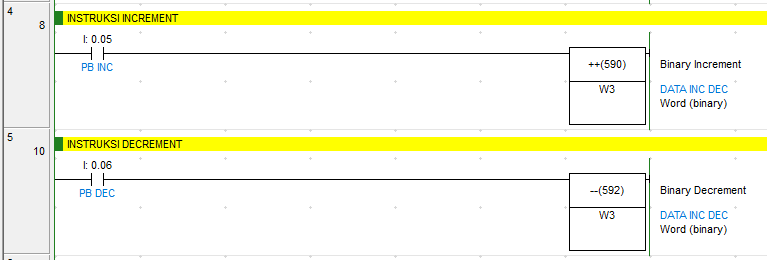 4
8
INSTRUKSI INCREMENT
I: 0.05
PB INC
++(590)
Binary Increment
W3
DATA INC DEC
Word (binary)
5
10
INSTRUKSI DECREMENT
I: 0.06
PB DEC
--(592)
Binary Decrement
W3
DATA INC DEC
Word (binary)